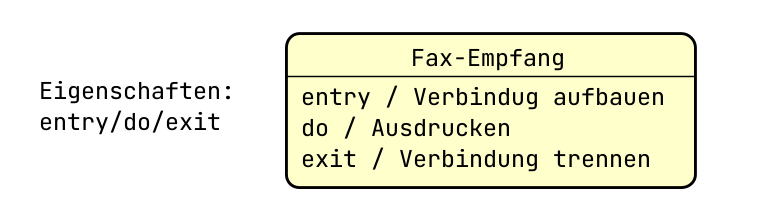 Eigenschaften:
entry/do/exit
Fax-Empfang
entry / Verbindug aufbauen
do / Ausdrucken
exit / Verbindung trennen